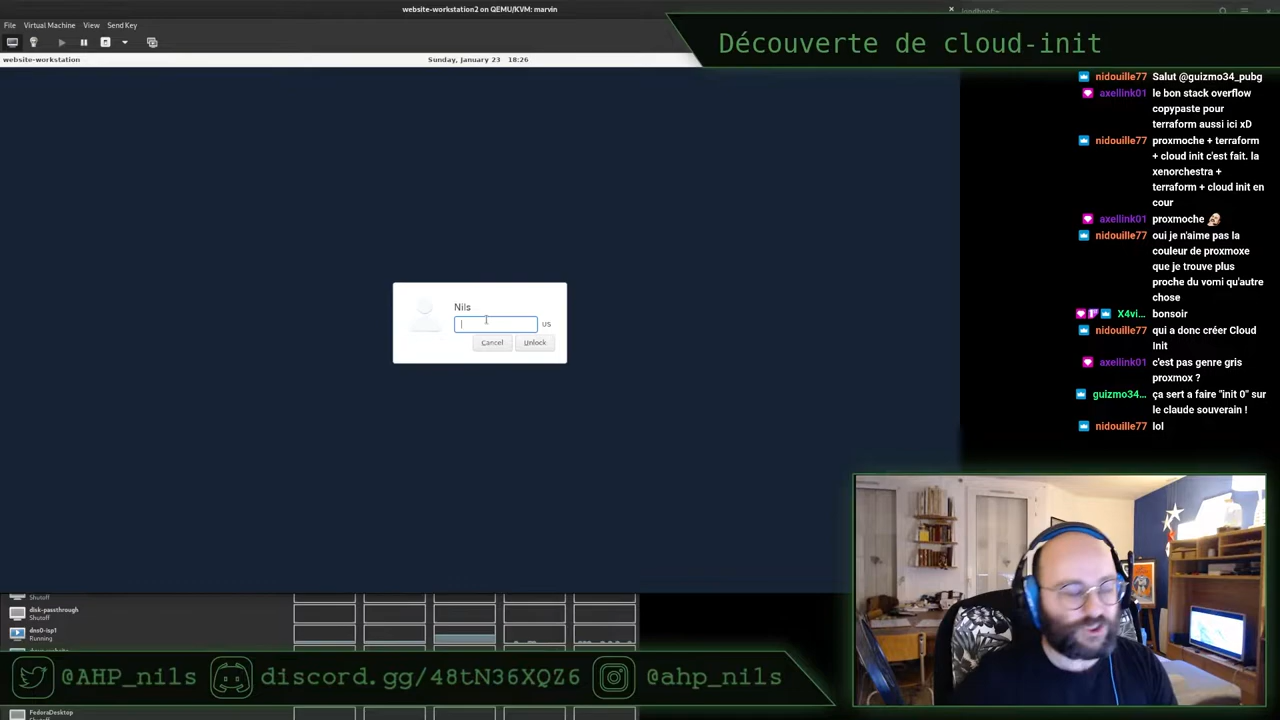 website-workstation2 on QEMU/KVM: marvin
File Virtual Machine View Send Key
website-workstation
Sunday, January 23 18:26
Découverte de cloud-init
nidouille77 Salut @guizmo34_pubg
axellink01 le bon stack overflow
copypaste pour
terraform aussi ici xD
nidouille77 proxmoche + terraform
+ cloud init c'est fait. la
xenorchestra +
terraform + cloud init en
cour
axellink01 proxmoche
nidouille77 oui je n'aime pas la
couleur de proxmoxe
que je trouve plus
proche du vomi qu'autre
chose
X4vi... bonsoir
nidouille77 qui a donc créer Cloud
Init
axellink01 c'est pas genre gris
proxmox ?
guizmo34... ça sert a faire "init 0" sur
le claude souverain !
nidouille77 lol
Nils
us
Cancel Unlock
Shutoff
disk-passthrough
Shutoff
dns0-isp1
Running
@AHP_nils discord.gg/48tN36XQZ6 @ahp_nils
FedoraDesktop
Shutoff